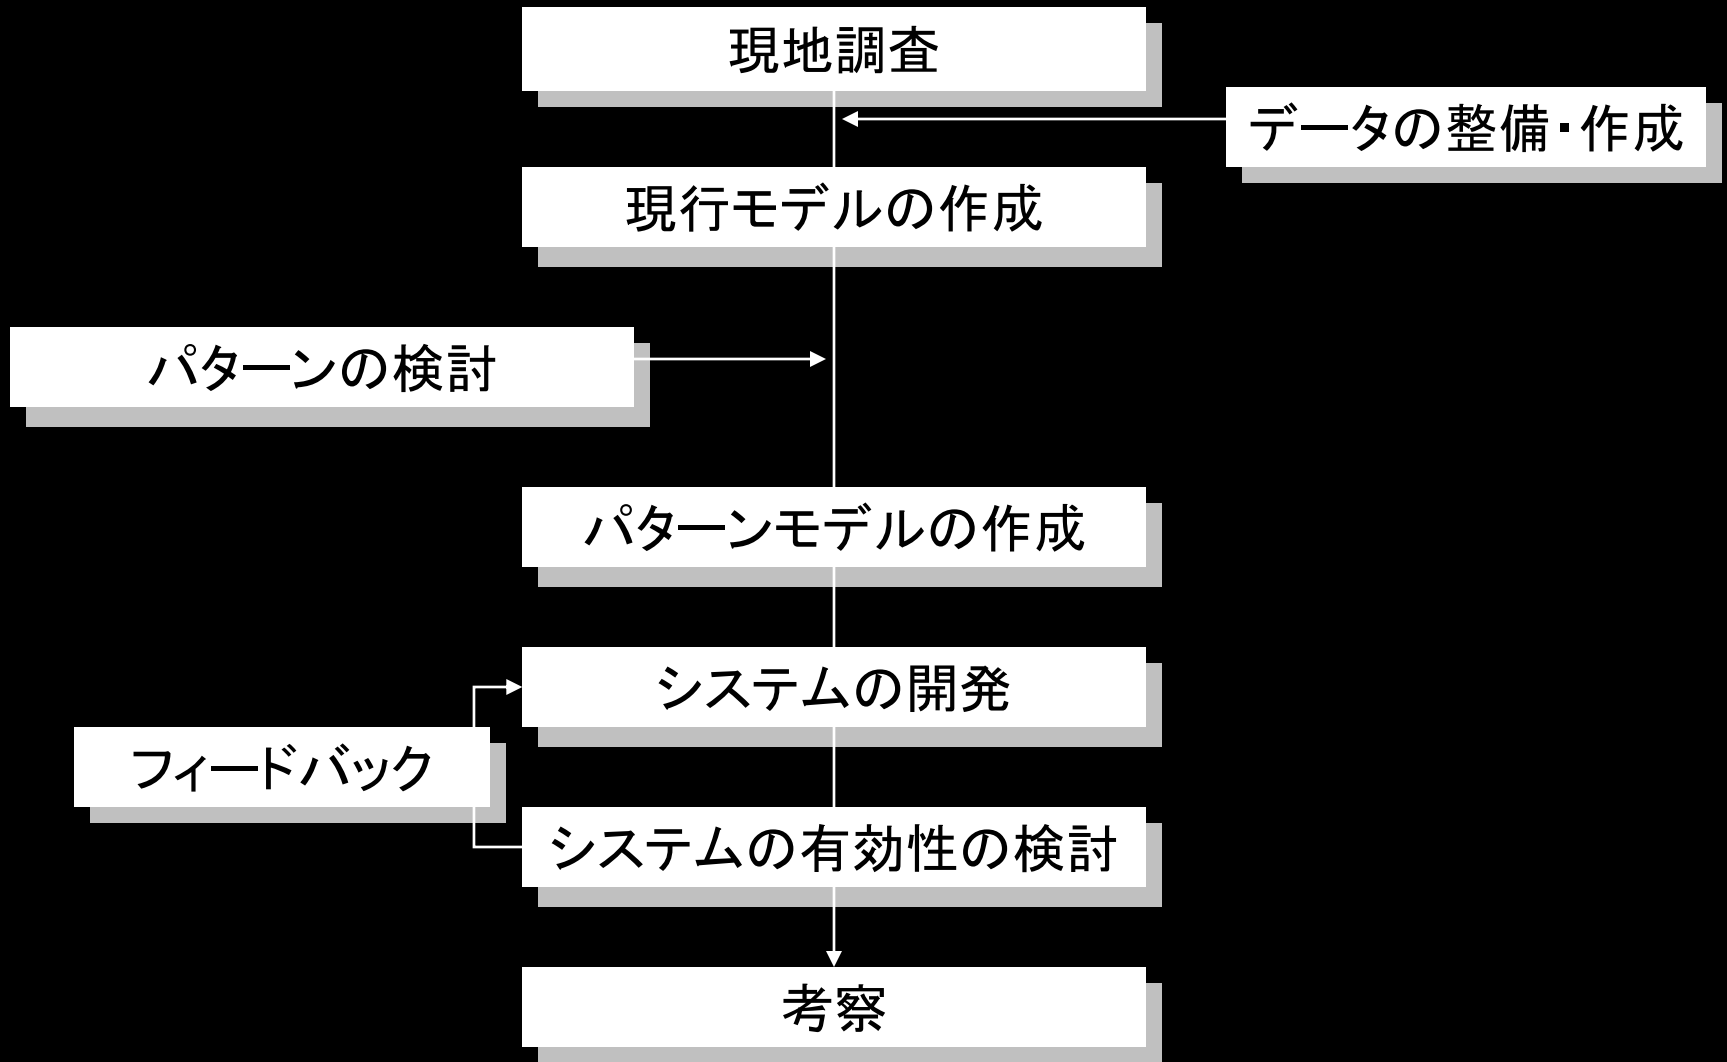 現地調査
データの整備・作成
現行モデルの作成
パターンの検討
パターンモデルの作成
システムの開発
フィードバック
システムの有効性の検討
考察